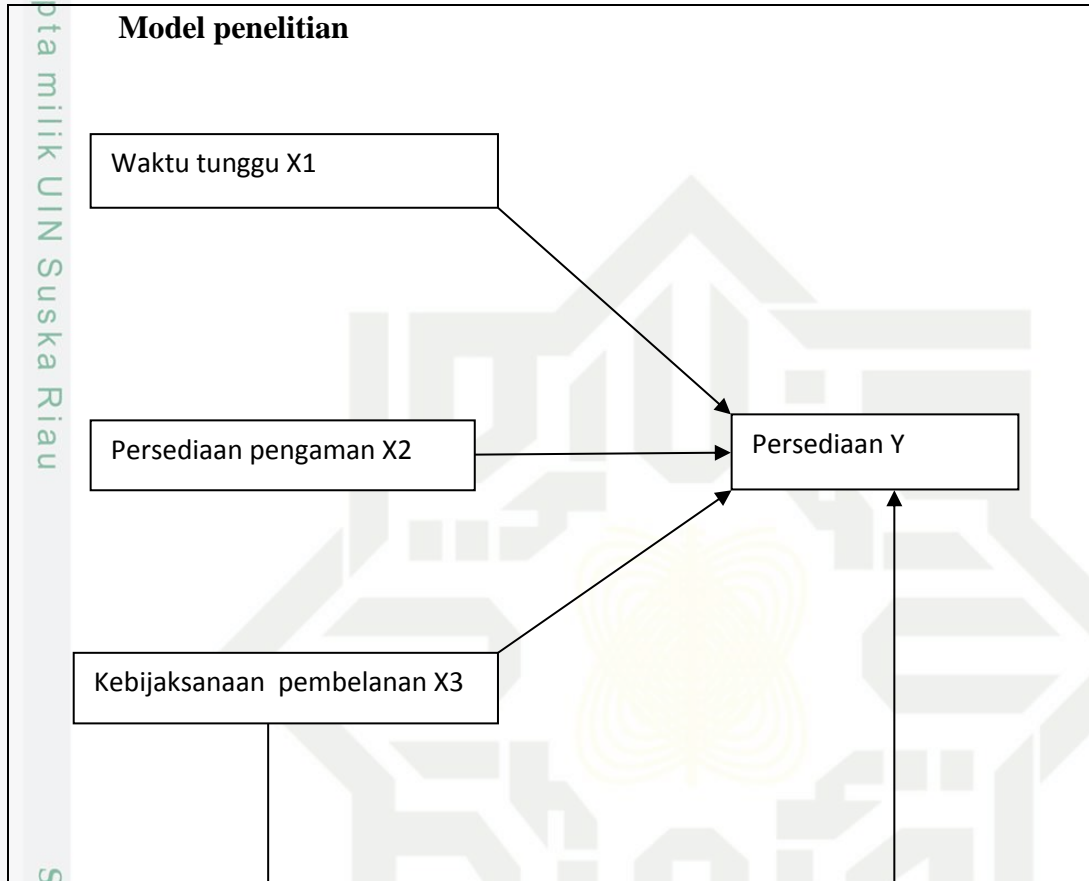 Model penelitian
Waktu tunggu X1
Persediaan pengaman X2
Persediaan Y
Kebijaksanaan  pembelanan X3
pta milik UIN Suska Riau
S